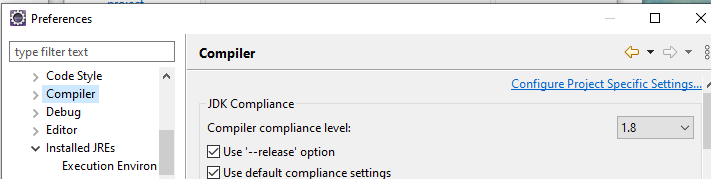 project
Preferences
type filter text
Code Style
Compiler
Debug
Editor
Installed JREs
Execution Environ
Compiler
Configure Project Specific Settings...
JDK Compliance
Compiler compliance level:
1.8
Use '--release' option
Use default compliance settings